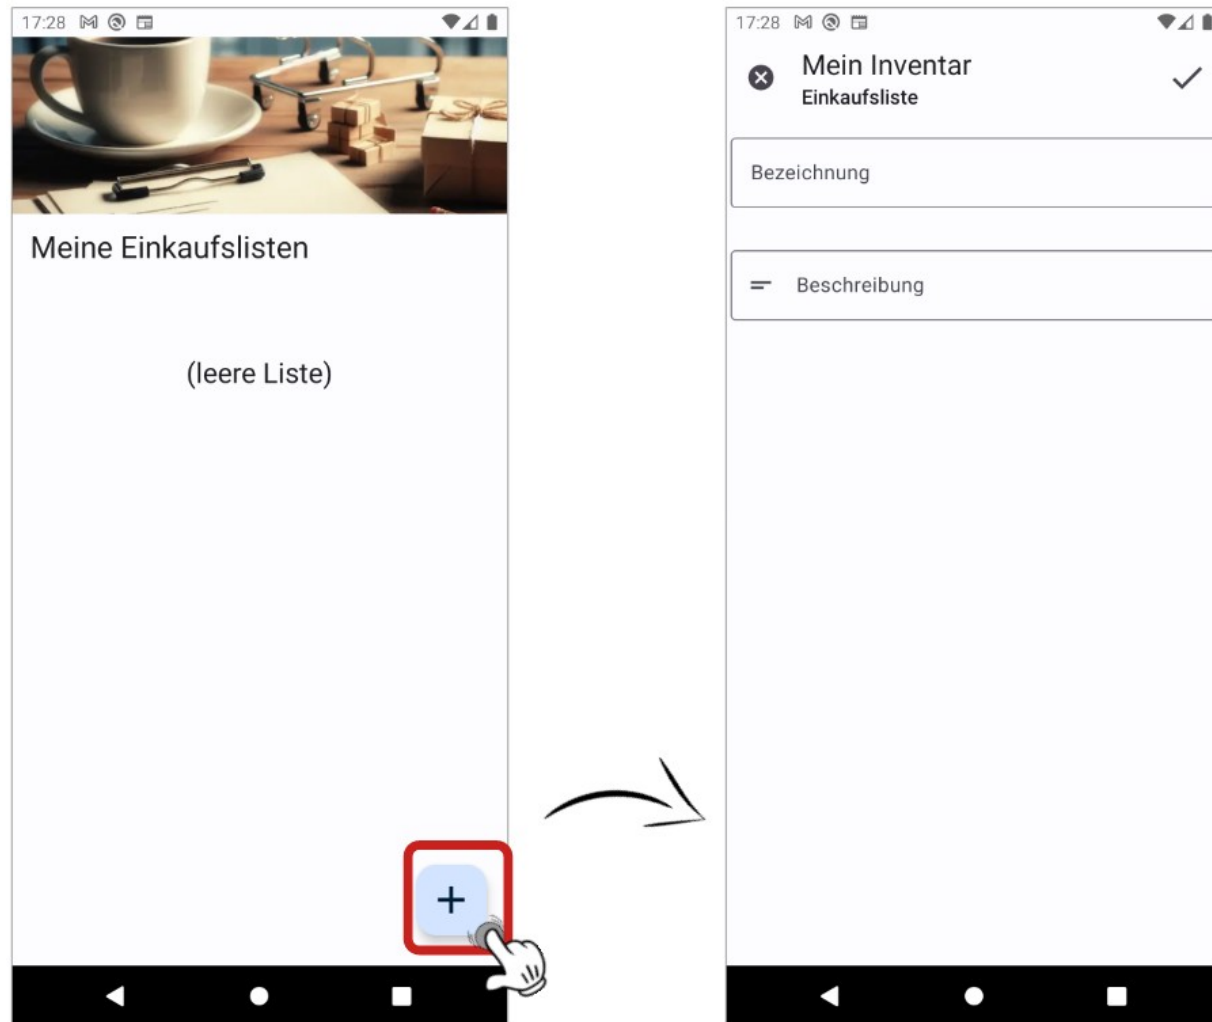 17:28
Meine Einkaufslisten
(leere Liste)
17:28
Mein Inventar
Einkaufsliste
Bezeichnung
Beschreibung